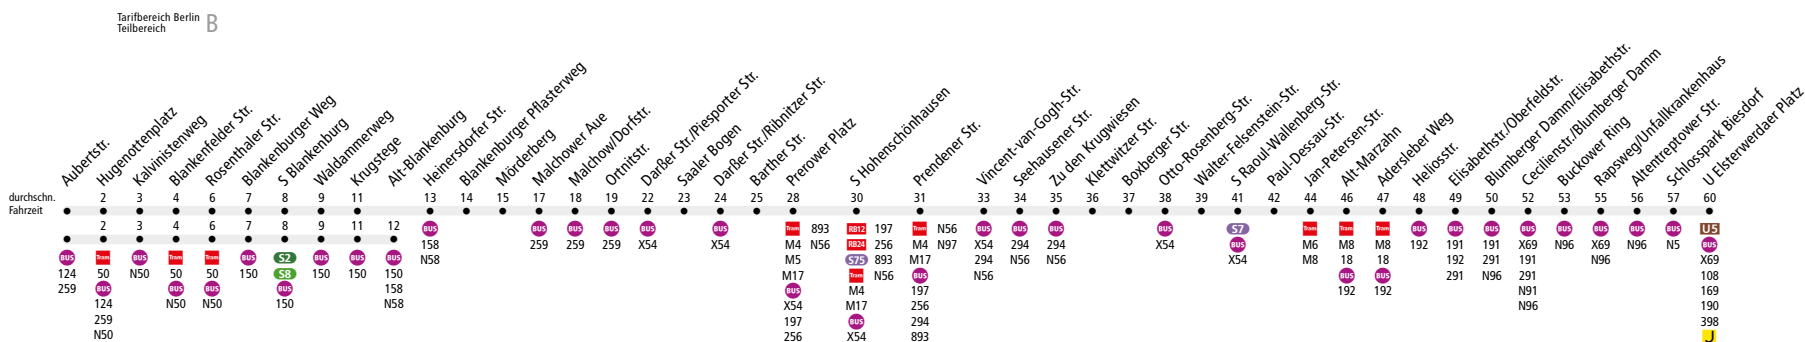 Tarifbereich Berlin
Teilbereich B
Aubertstr.
Hugenottenplatz
Kalvinistenweg
Blankenfelder Str.
Rosenthaler Str.
Blankenburger Weg
S Blankenburg
Waldammerweg
Krugstege
Alt-Blankenburg
Heinersdorfer Str.
Blankenburger Pflasterweg
Mörderberg
Malchower Aue
Malchow/Dorfstr.
Ortnitstr.
Darßer Str./Piesporter Str.
Saaler Bogen
Darßer Str./Ribnitzer Str.
Barther Str.
Prerower Platz
S Hohenschönhausen
Prendener Str.
Vincent-van-Gogh-Str.
Seehausener Str.
Zu den Krugwiesen
Klettwitzer Str.
Boxberger Str.
Otto-Rosenberg-Str.
Walter-Felsenstein-Str.
S Raoul-Wallenberg-Str.
Paul-Dessau-Str.
Jan-Petersen-Str.
Alt-Marzahn
Adersleber Weg
Heliosstr.
Elisabethstr./Oberfeldstr.
Blumberger Damm/Elisabethstr.
Cecilienstr./Blumberger Damm
Buckower Ring
Rapsweg/Unfallkrankenhaus
Altentreptower Str.
Schlosspark Biesdorf
U Elsterwerdaer Platz
durchschn. 2 3 4 6 7 8 9 11 13 14 15 17 18 19 22 23 24 25 28 30 31 33 34 35 36 37 38 39 41 42 44 46 47 48 49 50 52 53 55 56 57 60
Fahrzeit
2 3 4 6 7 8 9 11 12
BUS
124
259
Tram
50
BUS
124
259
N50
BUS
N50
Tram
50
BUS
N50
Tram
50
BUS
N50
BUS
150
S2
S8
BUS
150
BUS
150
BUS
150
BUS
150
158
N58
BUS
158
N58
BUS
259
BUS
259
BUS
259
BUS
X54
BUS
X54
Tram 893
M4 N56
M5
M17
BUS
X54
197
256
RB12 197
RB24 256
S75 893
Tram N56
M4
M17
BUS
X54
Tram N56
M4 N97
M17
BUS
197
256
294
893
BUS
X54
294
N56
BUS
294
N56
BUS
294
N56
BUS
X54
S7
BUS
X54
Tram
M6
M8
Tram
M8
18
BUS
192
Tram
M8
18
BUS
192
BUS
192
BUS
191
192
291
BUS
191
291
N96
BUS
X69
191
291
N91
N96
BUS
N96
BUS
X69
N96
BUS
N96
BUS
N5
U5
BUS
X69
108
169
190
398
J